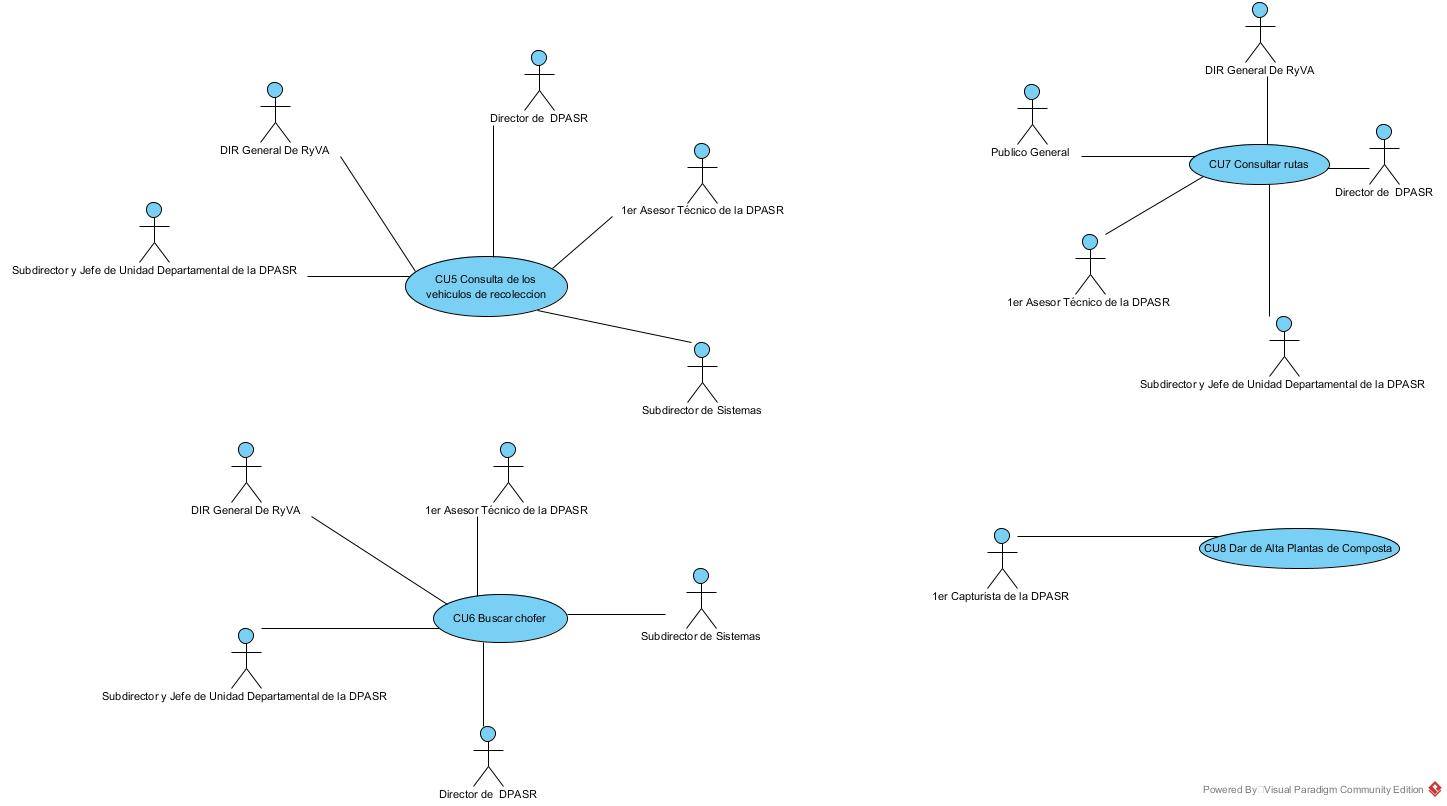 DIR General De RyVA
Director de DPASR
1er Asesor Técnico de la DPASR
Subdirector y Jefe de Unidad Departamental de la DPASR
CU5 Consulta de los
vehiculos de recoleccion
Subdirector de Sistemas
DIR General De RyVA
Publico General
CU7 Consultar rutas
Director de DPASR
1er Asesor Técnico de la DPASR
Subdirector y Jefe de Unidad Departamental de la DPASR
DIR General De RyVA
1er Asesor Técnico de la DPASR
CU6 Buscar chofer
Subdirector de Sistemas
Subdirector y Jefe de Unidad Departamental de la DPASR
Director de DPASR
CU8 Dar de Alta Plantas de Composta
1er Capturista de la DPASR
Powered By Visual Paradigm Community Edition